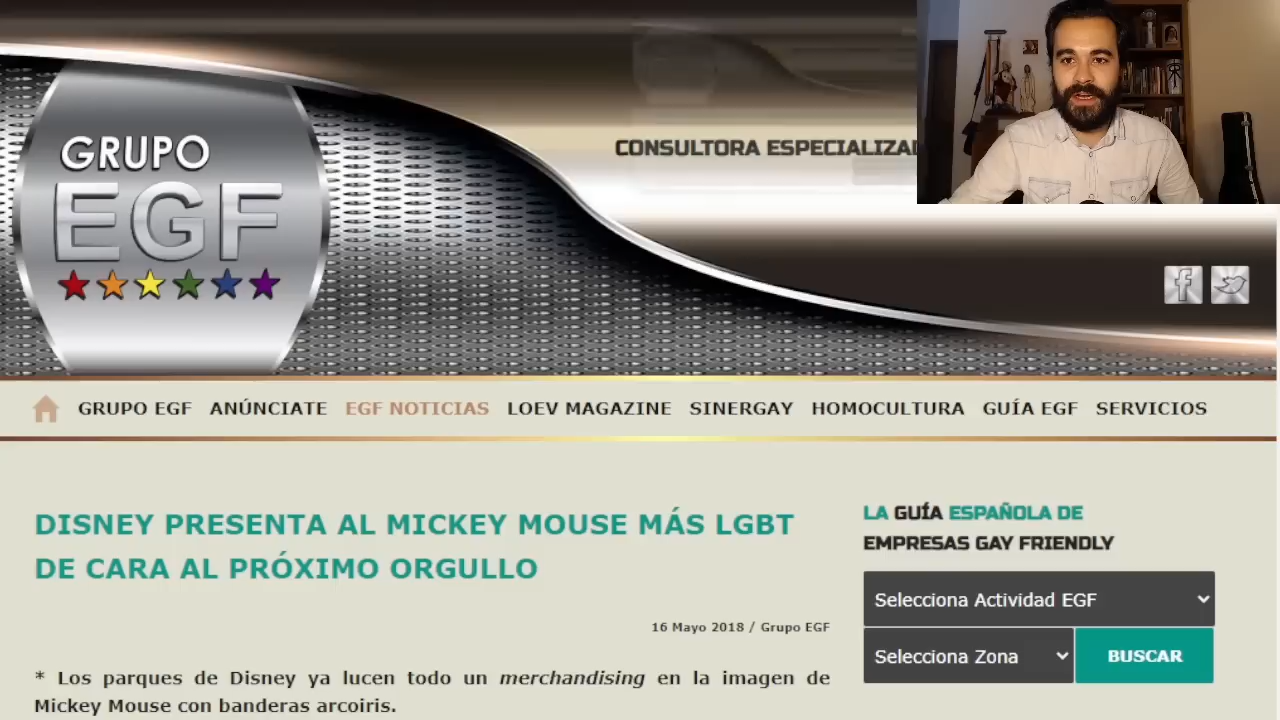 GRUPO
EGF
CONSULTORA ESPECIALIZAD
GRUPO EGF ANÚNCIATE EGF NOTICIAS LOEV MAGAZINE SINERGAY HOMOCULTURA GUÍA EGF SERVICIOS
DISNEY PRESENTA AL MICKEY MOUSE MÁS LGBT
DE CARA AL PRÓXIMO ORGULLO
16 Mayo 2018 / Grupo EGF
* Los parques de Disney ya lucen todo un merchandising en la imagen de
Mickey Mouse con banderas arcoiris.
LA GUÍA ESPAÑOLA DE
EMPRESAS GAY FRIENDLY
Selecciona Actividad EGF
Selecciona Zona
BUSCAR